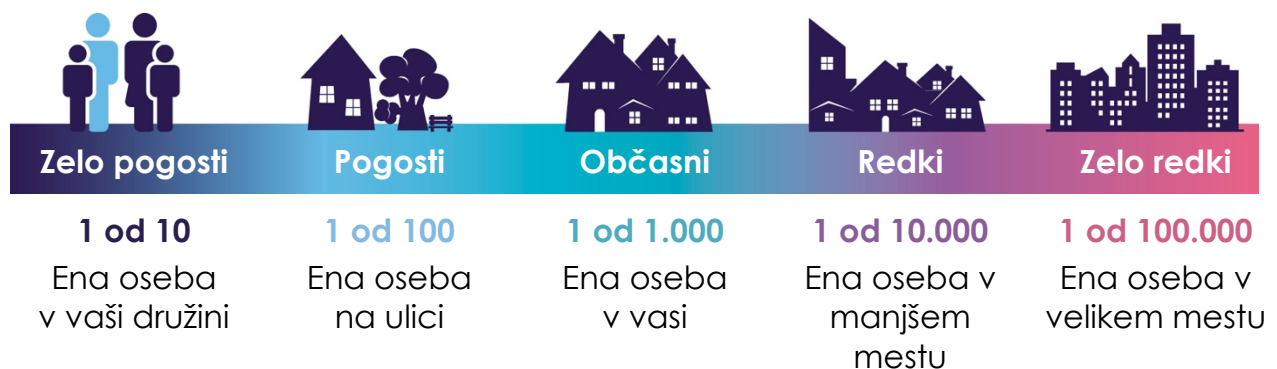 Zelo pogosti
Pogosti
Občasni
Redki
Zelo redki
1 od 10
1 od 100
1 od 1.000
1 od 10.000
1 od 100.000
Ena oseba
v vaši družini
Ena oseba
na ulici
Ena oseba
v vasi
Ena oseba v
manjšem
mestu
Ena oseba v
velikem mestu